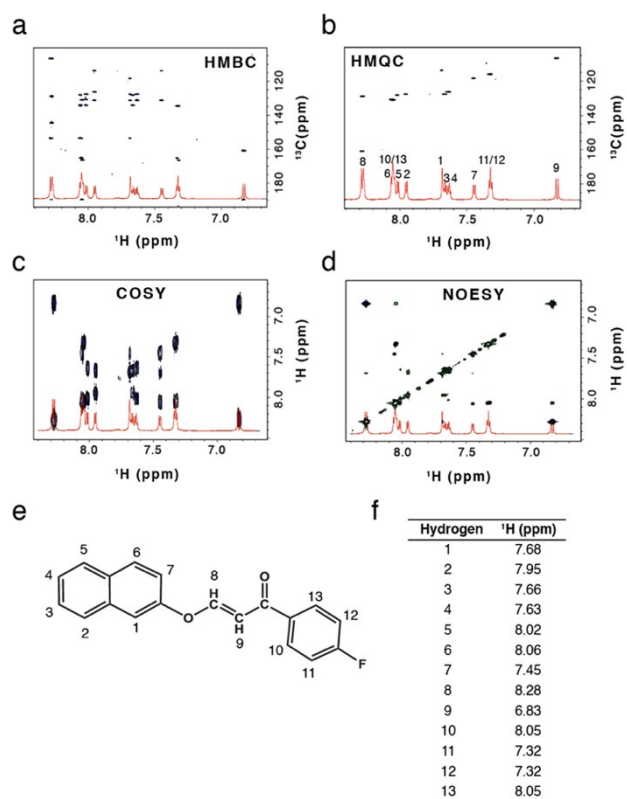 a
HMBC
120
140
160
180
¹³C(ppm)
8.0
7.5
7.0
¹H (ppm)
b
HMQC
120
140
160
180
¹³C(ppm)
8
10/13
6
5
2
1
3
4
7
11/12
9
8.0
7.5
7.0
¹H (ppm)
c
COSY
7.0
7.5
8.0
¹H (ppm)
8.0
7.5
7.0
¹H (ppm)
d
NOESY
7.0
7.5
8.0
¹H (ppm)
8.0
7.5
7.0
¹H (ppm)
e
5
6
4
7
8
O
13
12
3
O
2
1
9
10
F
11
f
Hydrogen ¹H (ppm)
1 7.68
2 7.95
3 7.66
4 7.63
5 8.02
6 8.06
7 7.45
8 8.28
9 6.83
10 8.05
11 7.32
12 7.32
13 8.05